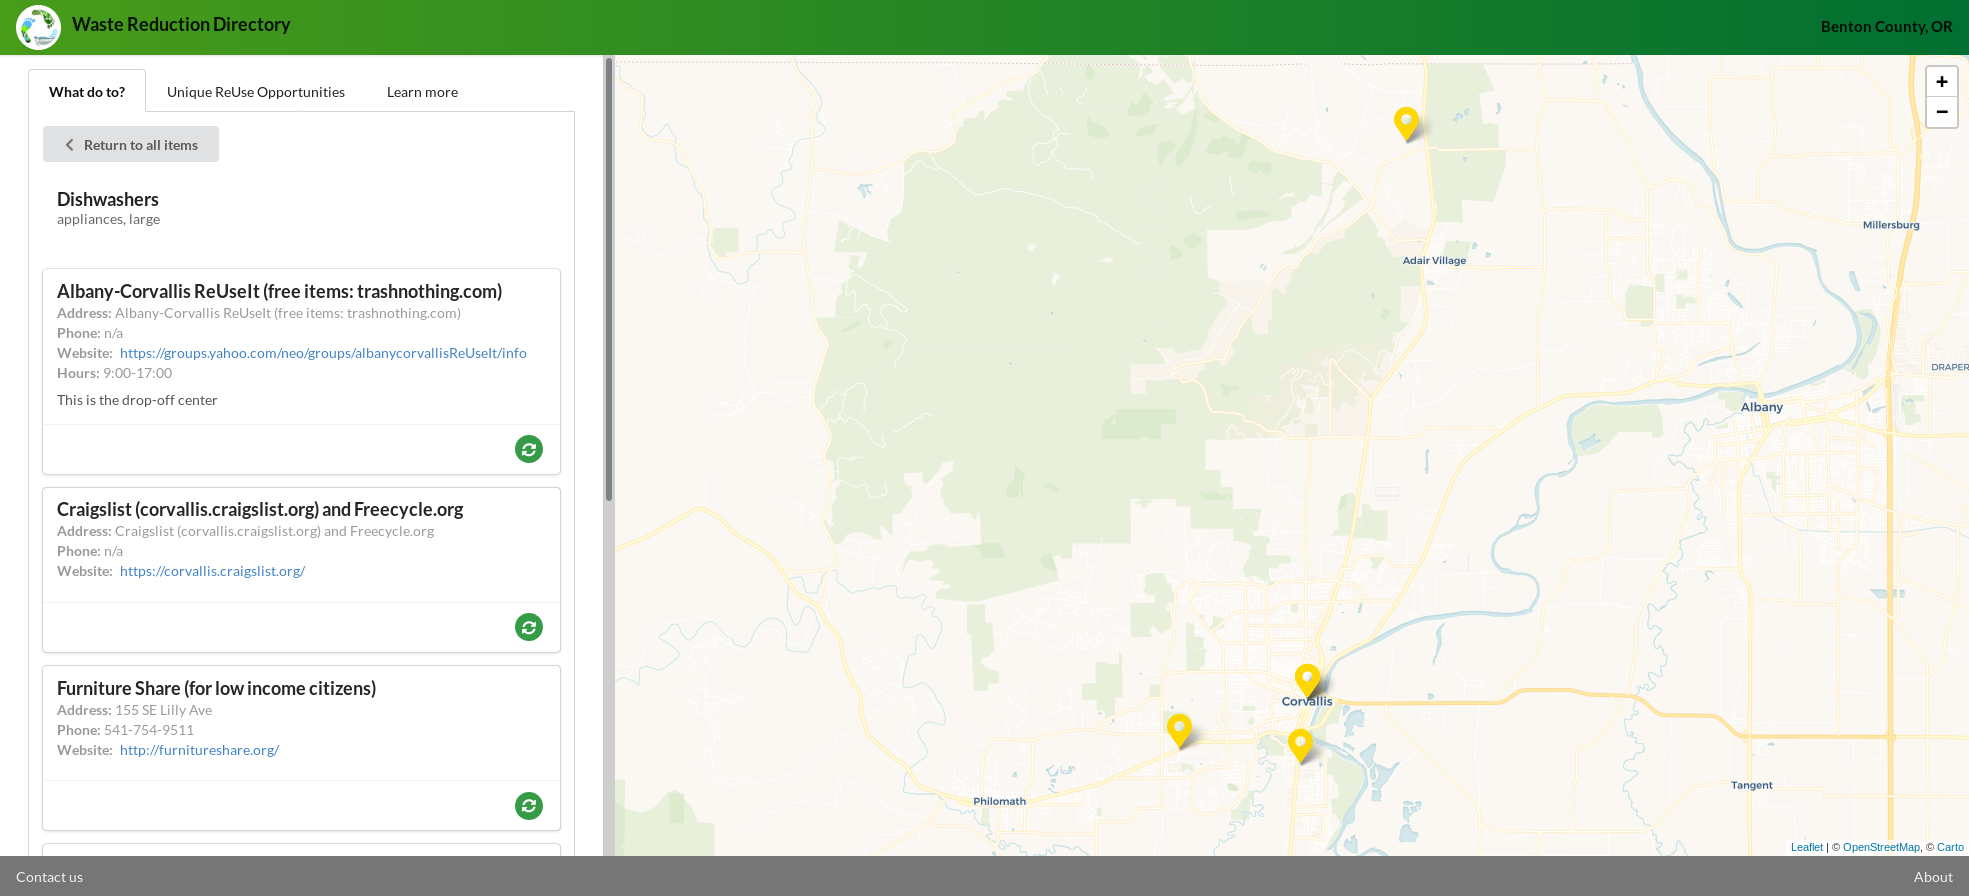 Waste Reduction Directory
Benton County, OR
What do to?
Unique ReUse Opportunities
Learn more
Return to all items
Dishwashers
appliances, large
Albany-Corvallis ReUseIt (free items: trashnothing.com)
Address: Albany-Corvallis ReUseIt (free items: trashnothing.com)
Phone: n/a
Website: https://groups.yahoo.com/neo/groups/albanycorvallisReUseIt/info
Hours: 9:00-17:00
This is the drop-off center
Craigslist (corvallis.craigslist.org) and Freecycle.org
Address: Craigslist (corvallis.craigslist.org) and Freecycle.org
Phone: n/a
Website: https://corvallis.craigslist.org/
Furniture Share (for low income citizens)
Address: 155 SE Lilly Ave
Phone: 541-754-9511
Website: http://furnitureshare.org/
+
−
Millersburg
Adair Village
DRAPER
Albany
Corvallis
Tangent
Philomath
Leaflet | © OpenStreetMap, © Carto
Contact us
About